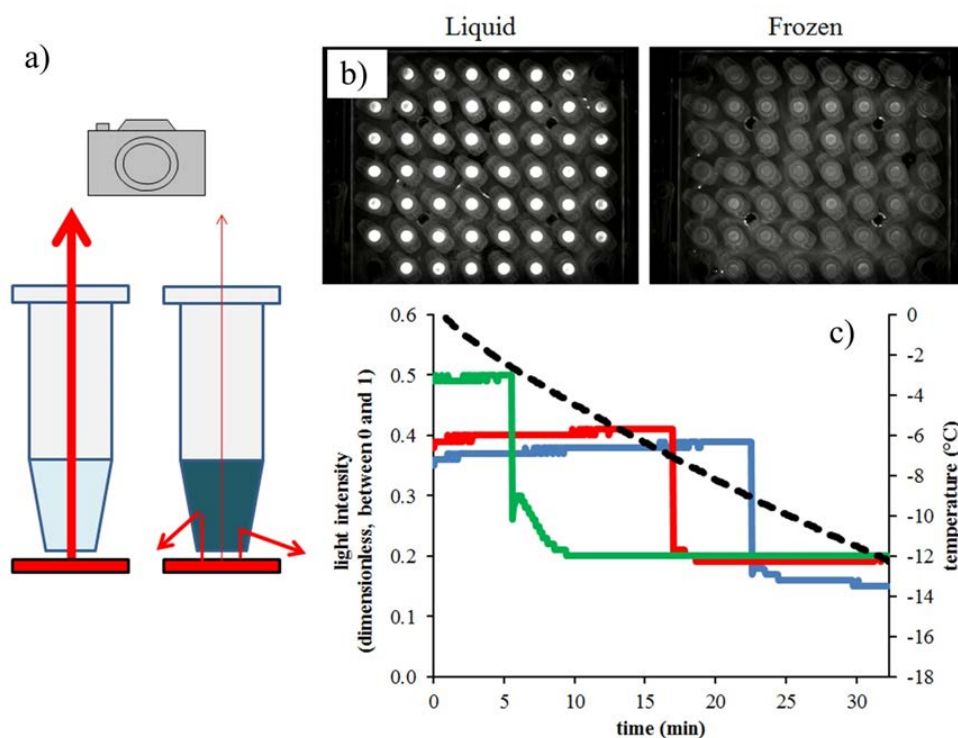 a)
Liquid
Frozen
b)
c)
light intensity
(dimensionless, between 0 and 1)
0.6
0.5
0.4
0.3
0.2
0.1
0.0
0
-2
-4
-6
-8
-10
-12
-14
-16
-18
temperature (°C)
0 5 10 15 20 25 30
time (min)